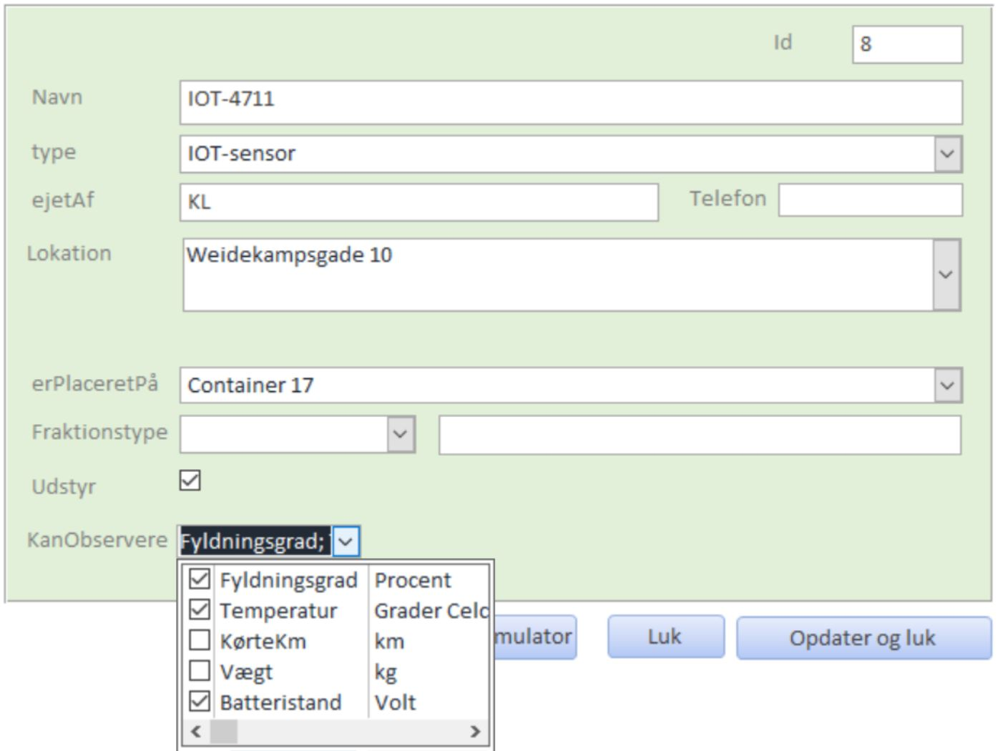 Id 8
Navn IOT-4711
type IOT-sensor
ejetAf KL Telefon
Lokation Weidekampsgade 10
erPlaceretPå Container 17
Fraktionstype
Udstyr
KanObservere Fyldningsgrad;
Fyldningsgrad Procent
Temperatur Grader Celc
KørteKm km
Vægt kg
Batteristand Volt
mulator Luk Opdater og luk